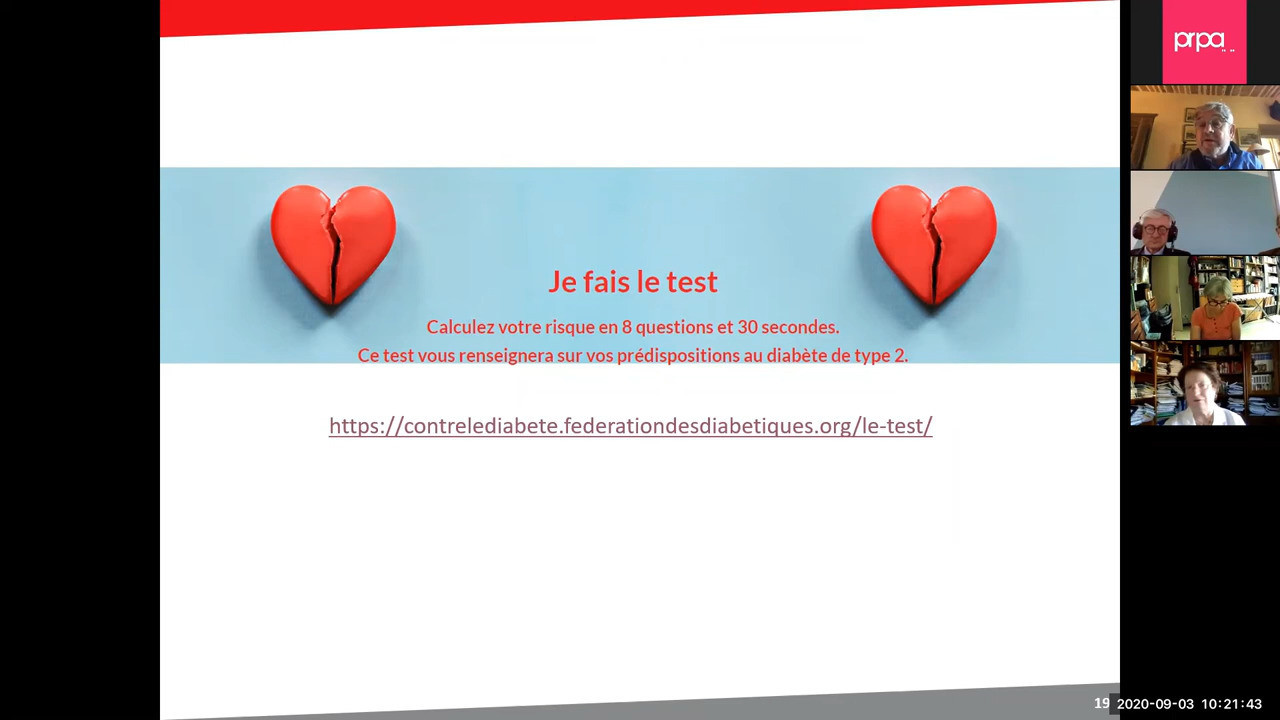 prpa
Je fais le test
Calculez votre risque en 8 questions et 30 secondes.
Ce test vous renseignera sur vos prédispositions au diabète de type 2.
https://contrelediabete.federationdesdiabetiques.org/le-test/
19
2020-09-03 10:21:43